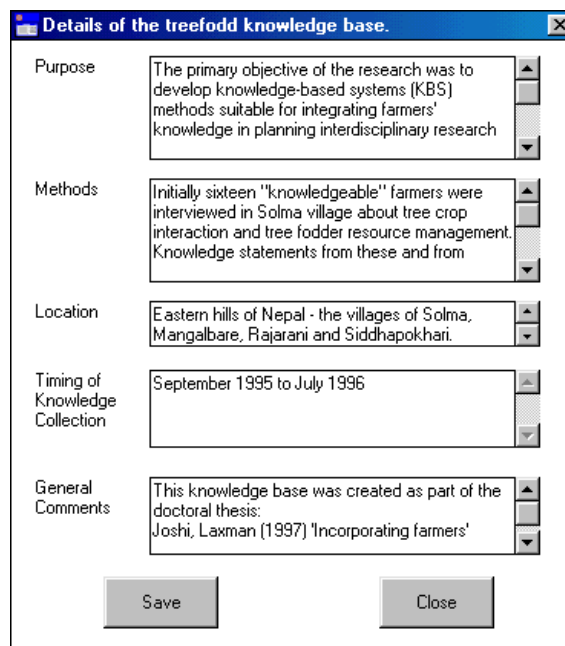 Details of the treefodd knowledge base.
Purpose
The primary objective of the research was to
develop knowledge-based systems (KBS)
methods suitable for integrating farmers'
knowledge in planning interdisciplinary research
Methods
Initially sixteen "knowledgeable" farmers were
interviewed in Solma village about tree crop
interaction and tree fodder resource management.
Knowledge statements from these and from
Location
Eastern hills of Nepal - the villages of Solma,
Mangalbare, Rajarani and Siddhapokhari.
Timing of
Knowledge
Collection
September 1995 to July 1996
General
Comments
This knowledge base was created as part of the
doctoral thesis:
Joshi, Laxman (1997) 'Incorporating farmers'
Save
Close